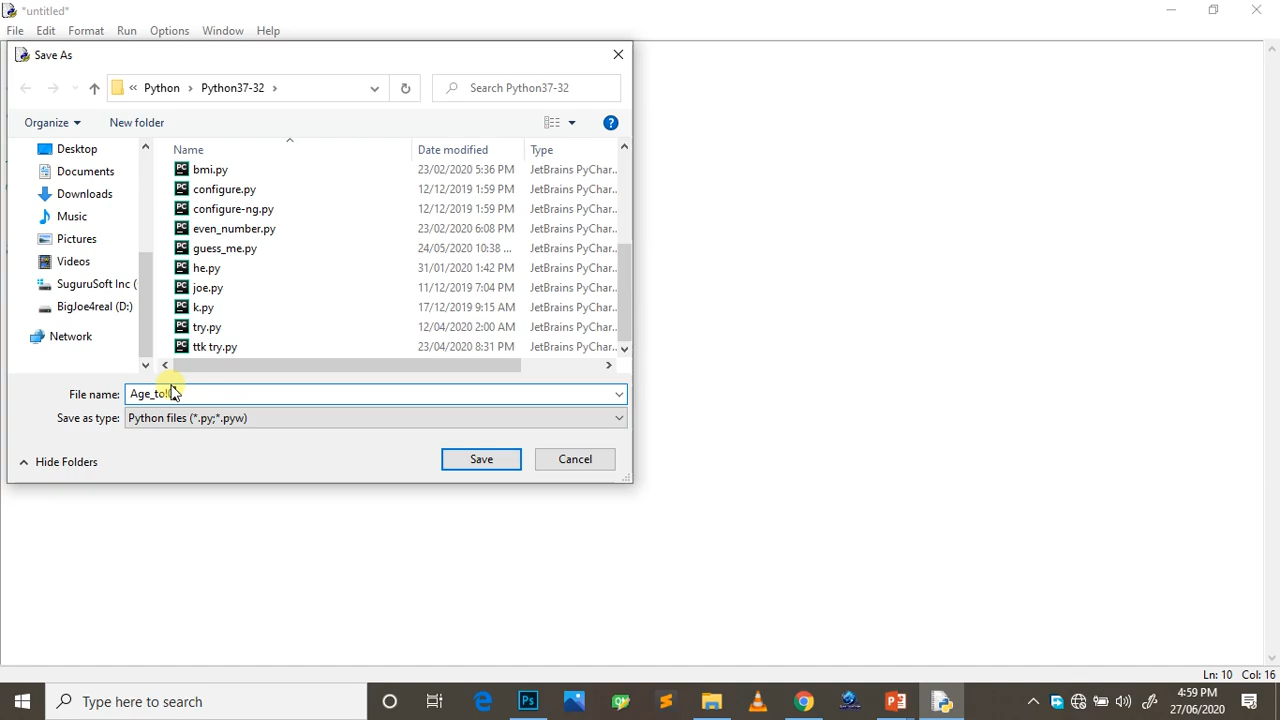 *untitled*
File Edit Format Run Options Window Help
Save As
« Python › Python37-32 ›
Search Python37-32
Organize New folder
Name Date modified Type
Desktop
Documents
Downloads
Music
Pictures
Videos
SuguruSoft Inc (
BigJoe4real (D:)
Network
bmi.py 23/02/2020 5:36 PM JetBrains PyChar...
configure.py 12/12/2019 1:59 PM JetBrains PyChar...
configure-ng.py 12/12/2019 1:59 PM JetBrains PyChar...
even_number.py 23/02/2020 6:08 PM JetBrains PyChar...
guess_me.py 24/05/2020 10:38 ... JetBrains PyChar...
he.py 31/01/2020 1:42 PM JetBrains PyChar...
joe.py 11/12/2019 7:04 PM JetBrains PyChar...
k.py 17/12/2019 9:15 AM JetBrains PyChar...
try.py 12/04/2020 2:00 AM JetBrains PyChar...
ttk try.py 23/04/2020 8:31 PM JetBrains PyChar...
File name:
Save as type: Python files (*.py;*.pyw)
Hide Folders
Save Cancel
Ln: 10 Col: 16
Type here to search
4:59 PM
27/06/2020